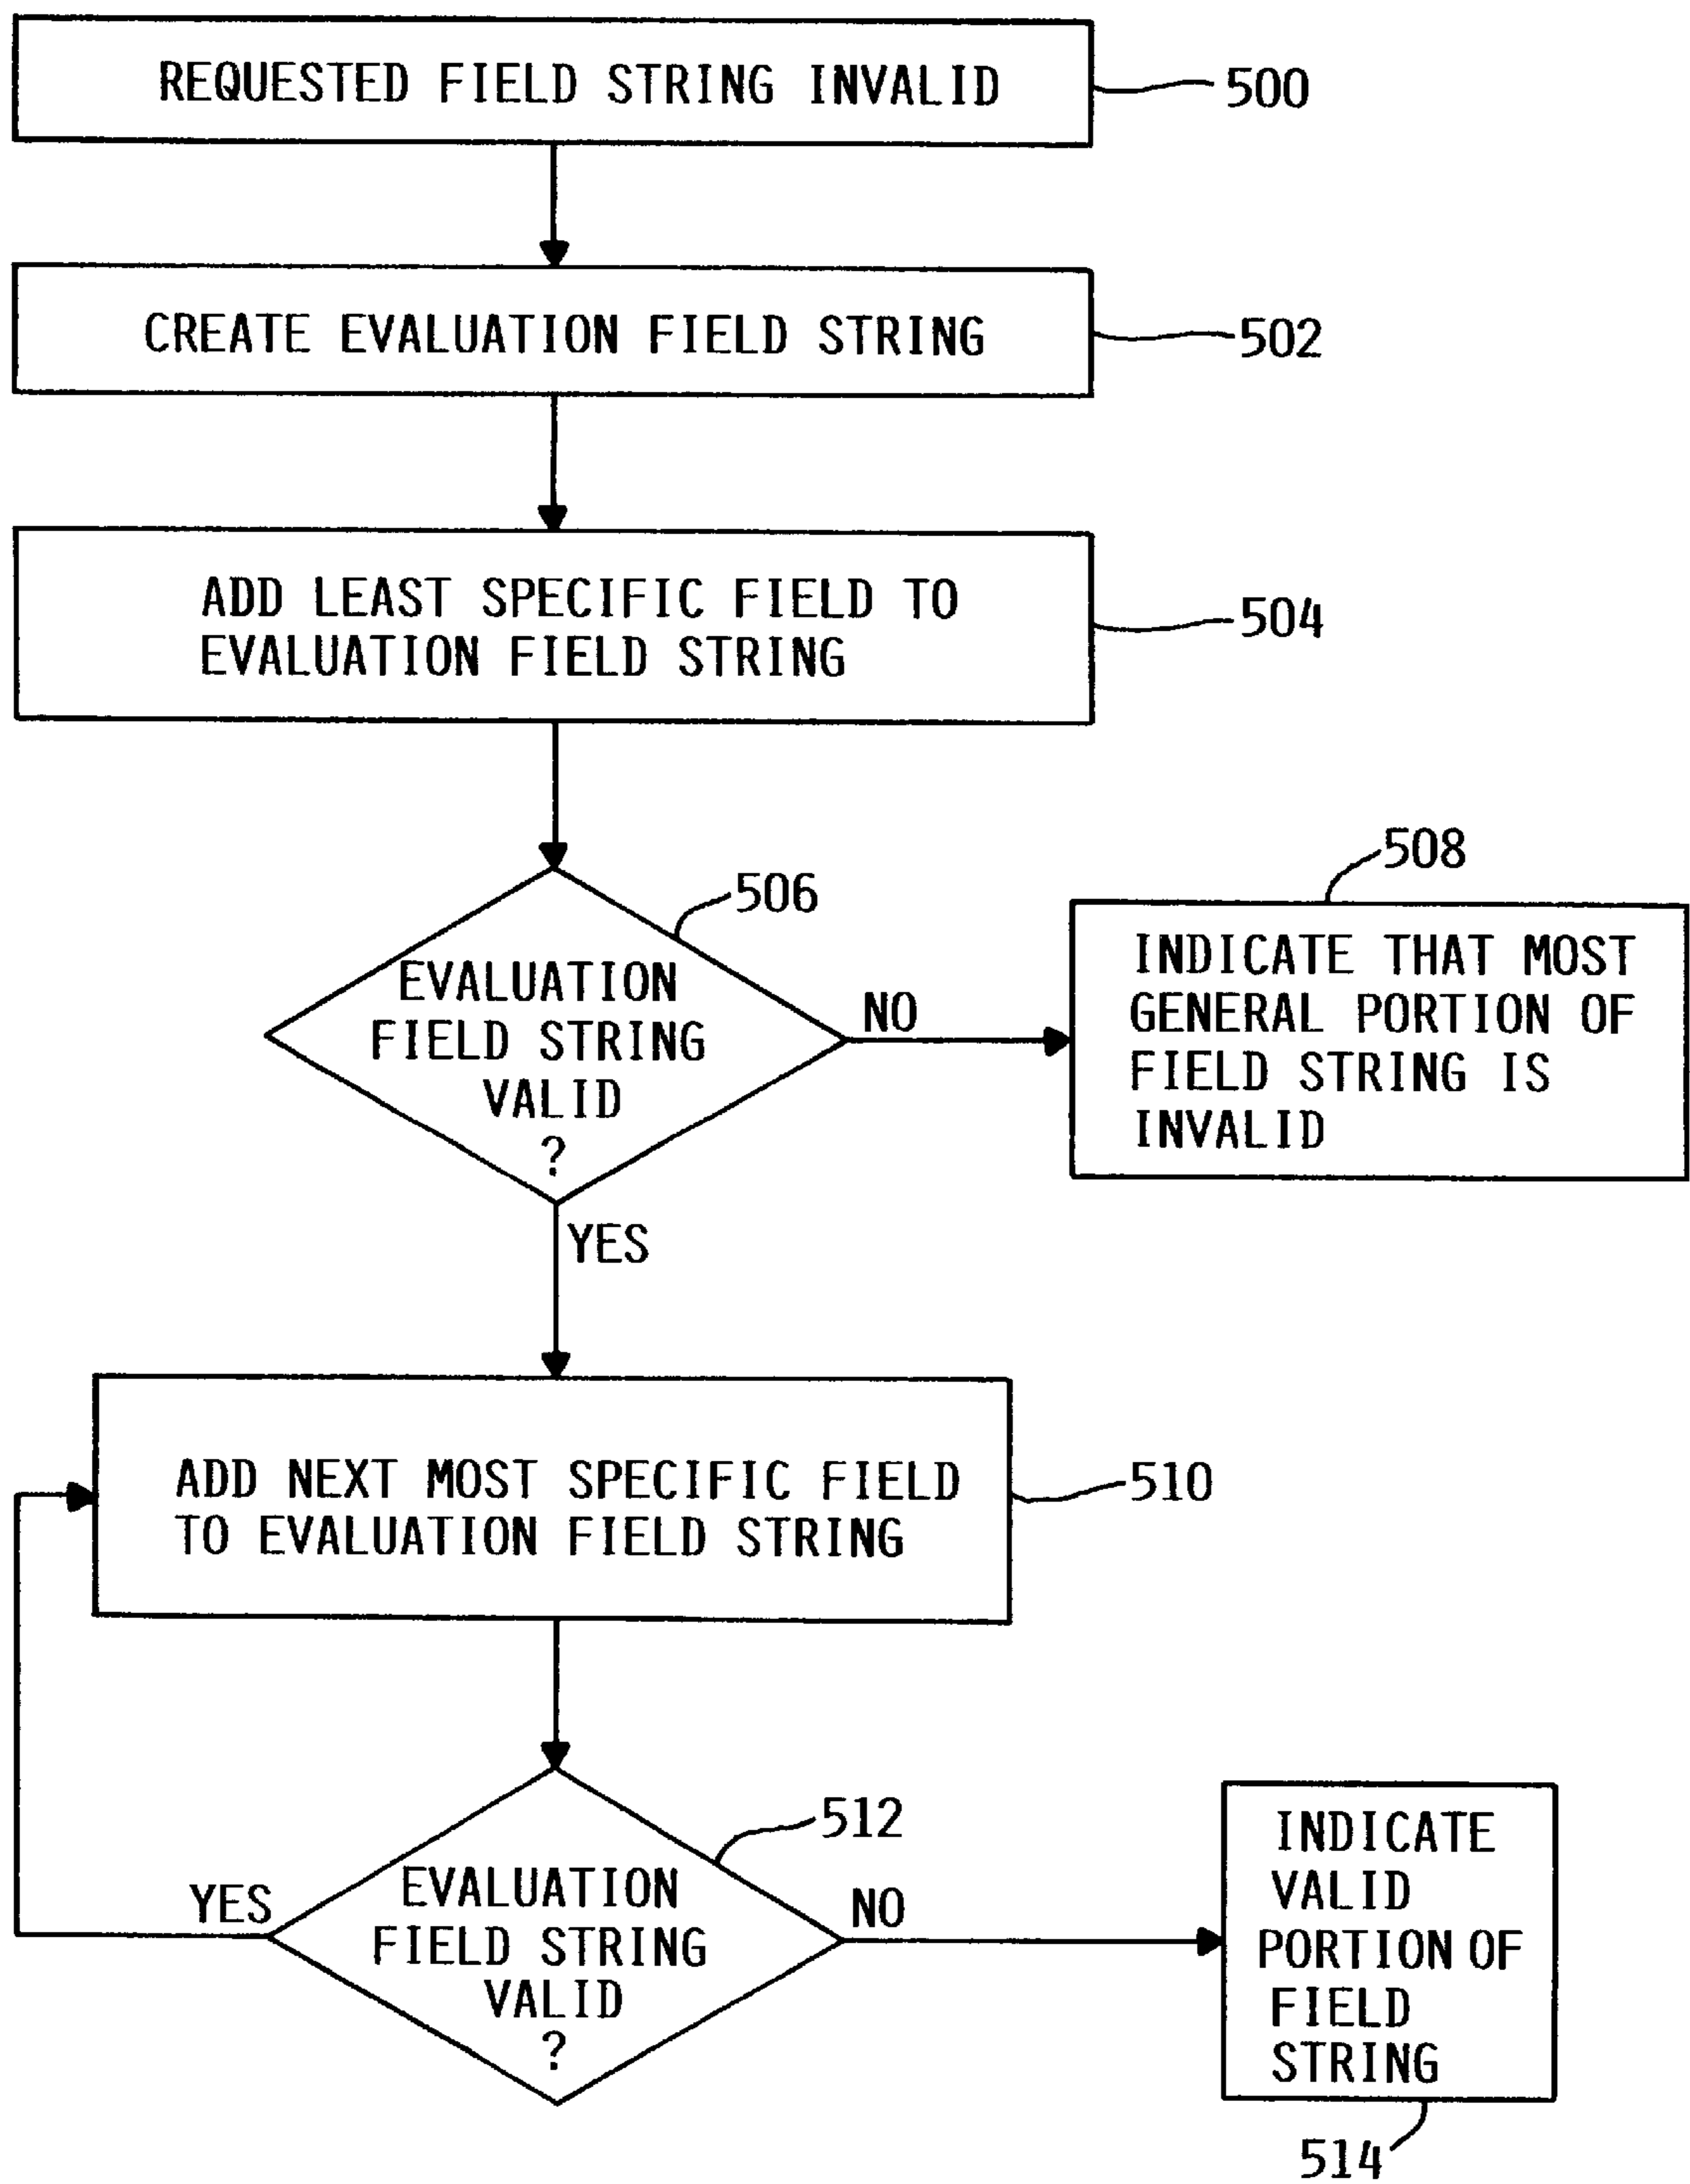 REQUESTED FIELD STRING INVALID
500
CREATE EVALUATION FIELD STRING
502
ADD LEAST SPECIFIC FIELD TO
EVALUATION FIELD STRING
504
506
EVALUATION
FIELD STRING
VALID
?
NO
508
INDICATE THAT MOST
GENERAL PORTION OF
FIELD STRING IS
INVALID
YES
ADD NEXT MOST SPECIFIC FIELD
TO EVALUATION FIELD STRING
510
512
EVALUATION
FIELD STRING
VALID
?
YES
NO
INDICATE
VALID
PORTION OF
FIELD
STRING
514